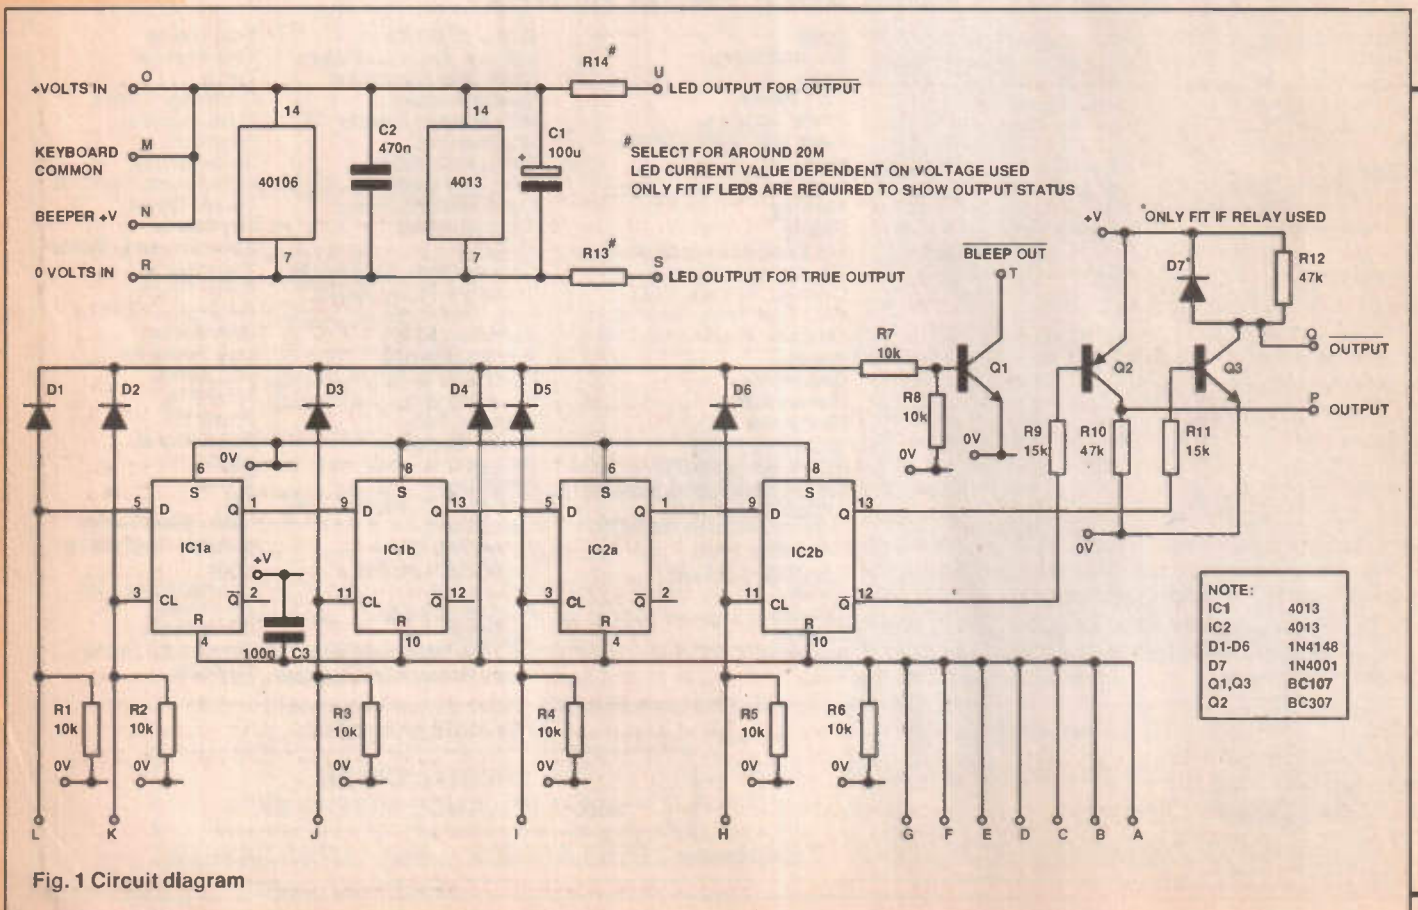 +VOLTS IN
O
KEYBOARD
COMMON
M
BEEPER +V
N
0 VOLTS IN
R
14
40106
7
C2
470n
14
4013
7
C1
100u
+
R14#
U
LED OUTPUT FOR OUTPUT
#SELECT FOR AROUND 20M
LED CURRENT VALUE DEPENDENT ON VOLTAGE USED
ONLY FIT IF LEDS ARE REQUIRED TO SHOW OUTPUT STATUS
R13#
S
LED OUTPUT FOR TRUE OUTPUT
BLEEP OUT
T
+V
*ONLY FIT IF RELAY USED
D7*
R12
47k
R7
10k
Q1
Q2
Q3
Q
OUTPUT
P
OUTPUT
R8
10k
0V
0V
R9
15k
R10
47k
R11
15k
0V
D1
D2
D3
D4
D5
D6
0V
6
S
5
D
Q
1
IC1a
3
CL
Q
2
R
4
+V
100n C3
8
S
9
D
Q
13
IC1b
11
CL
Q
12
R
10
6
S
5
D
Q
1
IC2a
3
CL
Q
2
R
4
8
S
9
D
Q
13
IC2b
11
CL
Q
12
R
10
R1
10k
0V
R2
10k
0V
R3
10k
0V
R4
10k
0V
R5
10k
0V
R6
10k
0V
L
K
J
I
H
G
F
E
D
C
B
A
NOTE:
IC1 4013
IC2 4013
D1-D6 1N4148
D7 1N4001
Q1,Q3 BC107
Q2 BC307
Fig. 1 Circuit diagram